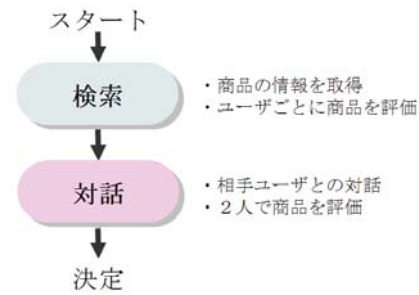 スタート
検索
・商品の情報を取得
・ユーザごとに商品を評価
対話
・相手ユーザとの対話
・２人で商品を評価
決定